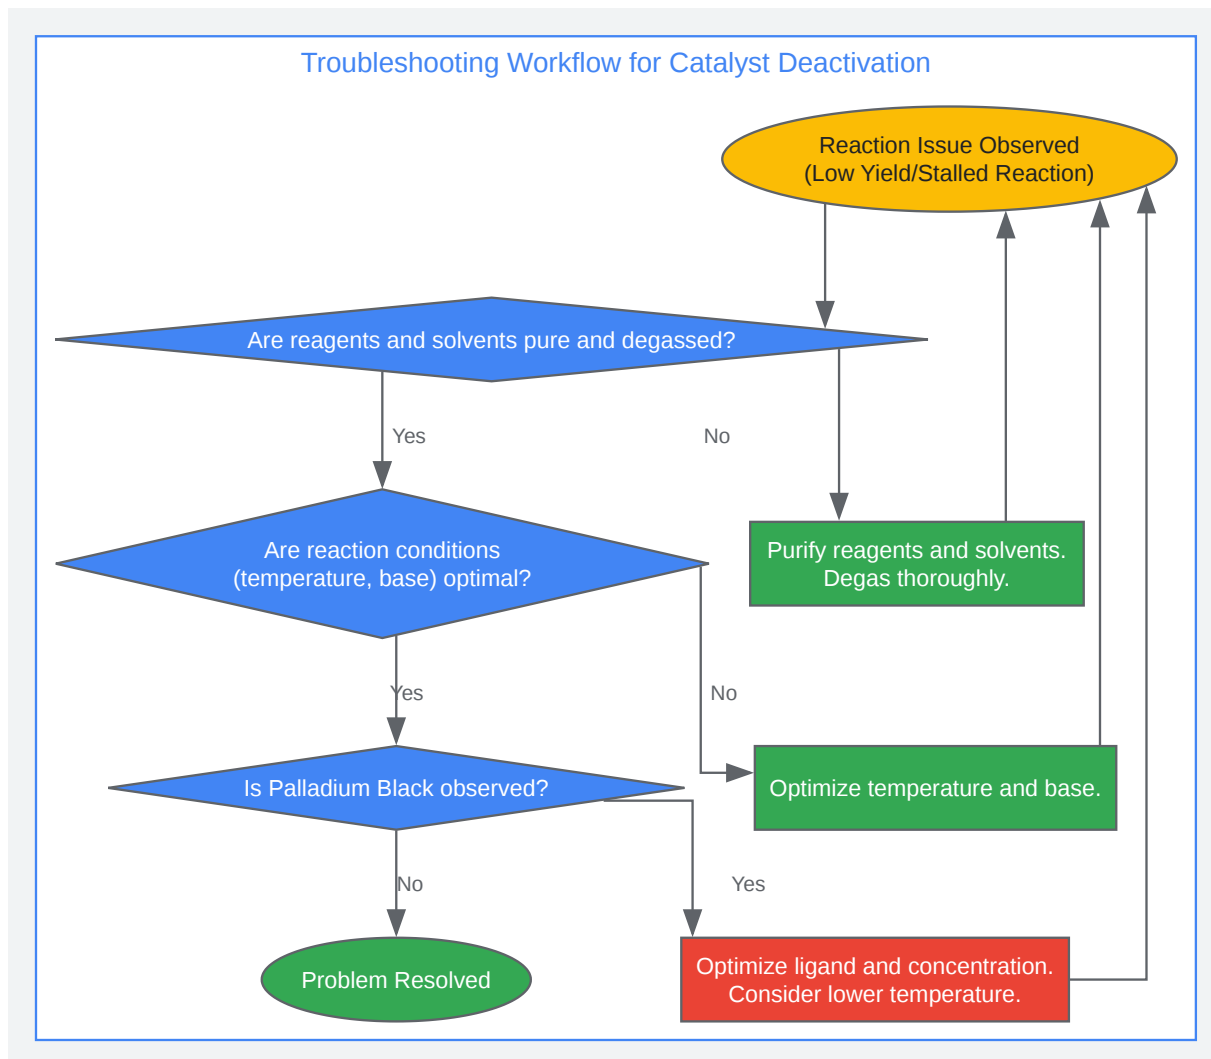 Troubleshooting Workflow for Catalyst Deactivation
Reaction Issue Observed
(Low Yield/Stalled Reaction)
Are reagents and solvents pure and degassed?
Yes
No
Are reaction conditions
(temperature, base) optimal?
Purify reagents and solvents.
Degas thoroughly.
Yes
No
Is Palladium Black observed?
Optimize temperature and base.
No
Yes
Problem Resolved
Optimize ligand and concentration.
Consider lower temperature.